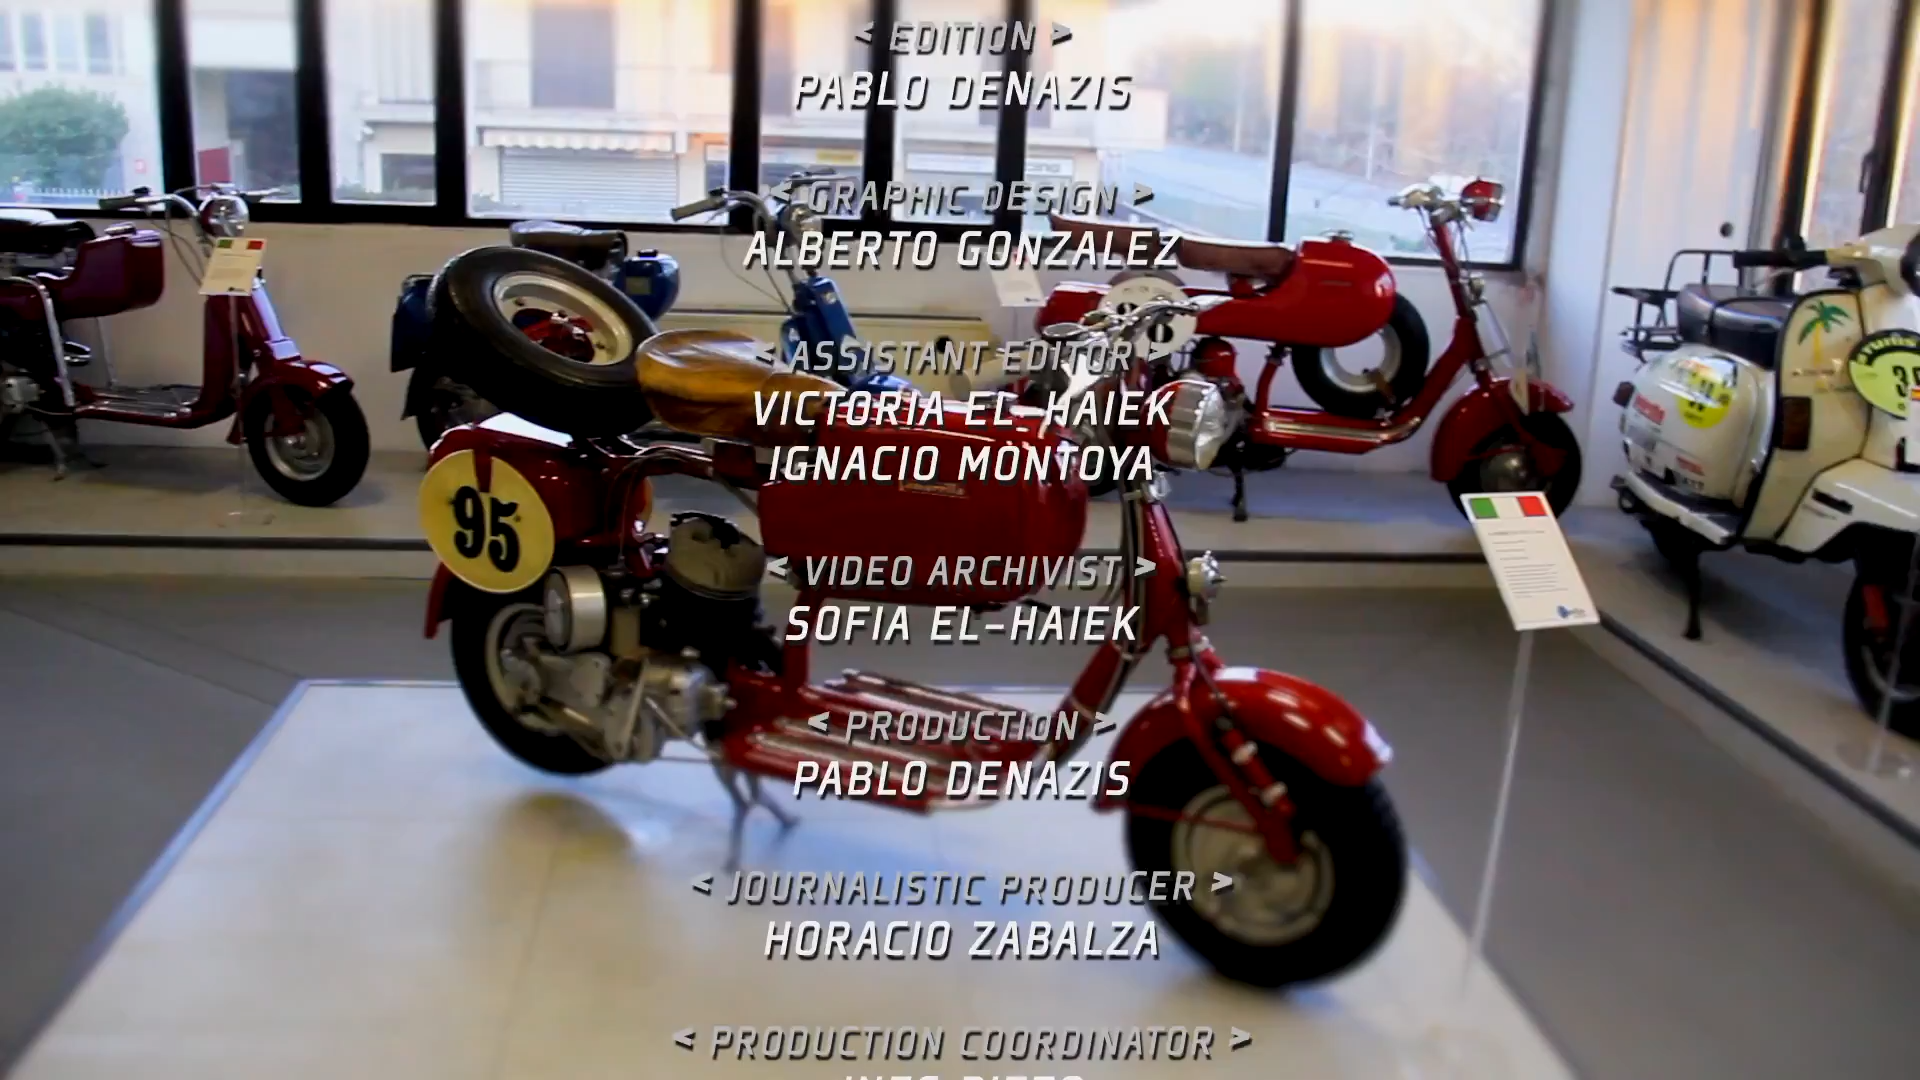 < EDITION >
PABLO DENAZIS
< GRAPHIC DESIGN >
ALBERTO GONZALEZ
< ASSISTANT EDITOR >
VICTORIA EL-HAIEK
IGNACIO MONTOYA
95
< VIDEO ARCHIVIST >
SOFIA EL-HAIEK
< PRODUCTION >
PABLO DENAZIS
< JOURNALISTIC PRODUCER >
HORACIO ZABALZA
< PRODUCTION COORDINATOR >